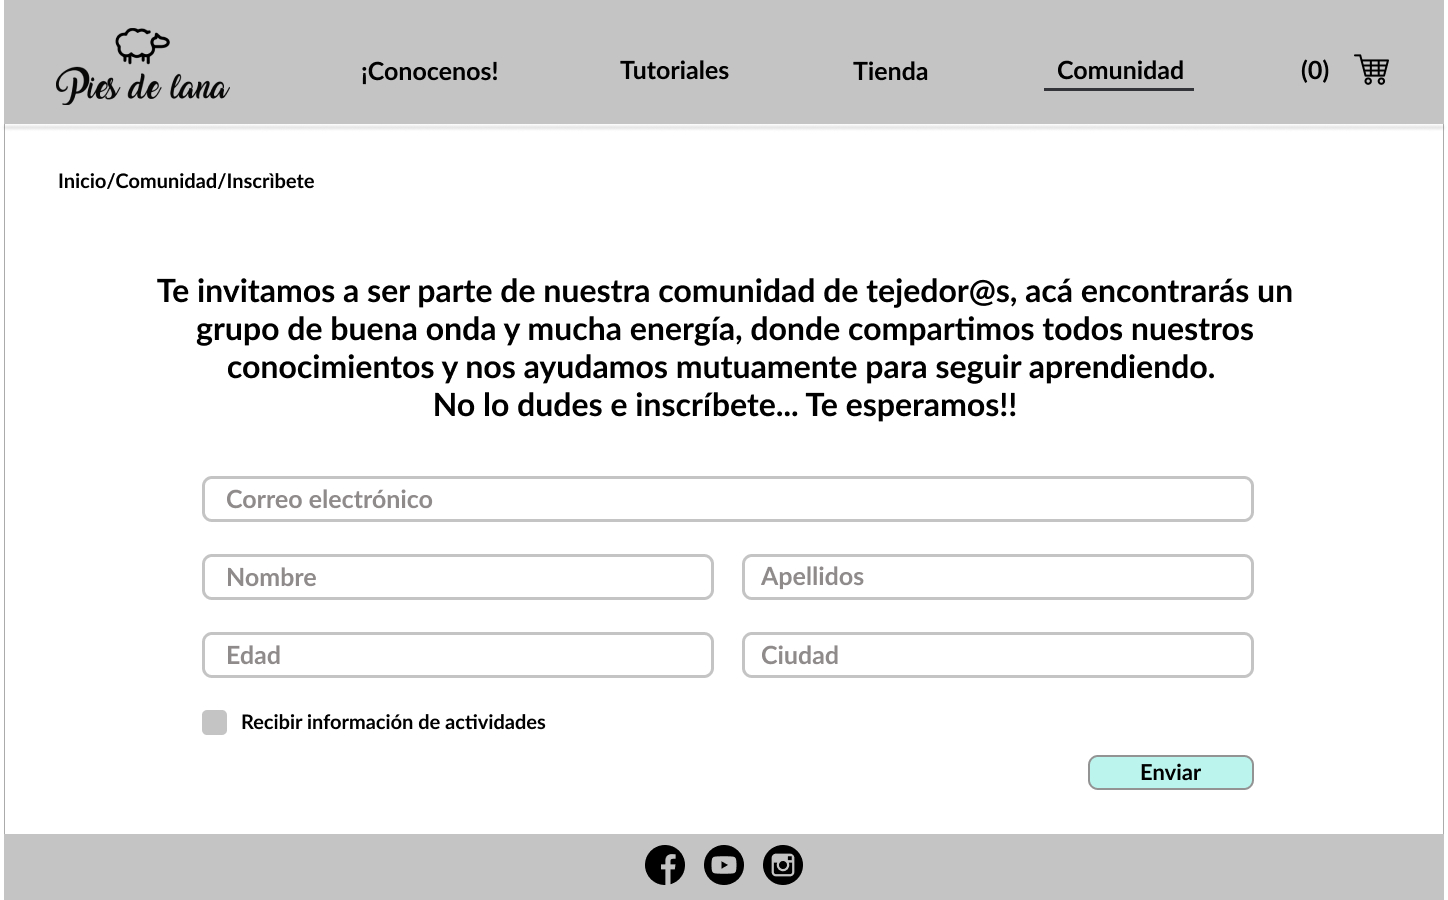 Pies de lana
¡Conocenos!
Tutoriales
Tienda
Comunidad
(0)
Inicio/Comunidad/Inscrìbete
Te invitamos a ser parte de nuestra comunidad de tejedor@s, acá encontrarás un
grupo de buena onda y mucha energía, donde compartimos todos nuestros
conocimientos y nos ayudamos mutuamente para seguir aprendiendo.
No lo dudes e inscríbete... Te esperamos!!
Correo electrónico
Nombre
Apellidos
Edad
Ciudad
Recibir información de actividades
Enviar